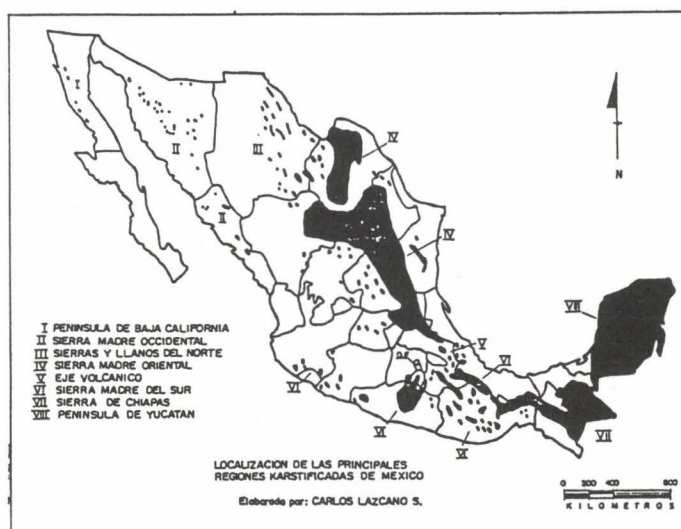 I
II
III
IV
N
II
IV
VIII
I PENINSULA DE BAJA CALIFORNIA
II SIERRA MADRE OCCIDENTAL
III SIERRAS Y LLANOS DEL NORTE
IV SIERRA MADRE ORIENTAL
V EJE VOLCANICO
VI SIERRA MADRE DEL SUR
VII SIERRA DE CHIAPAS
VIII PENINSULA DE YUCATAN
V
VI
VI
VI
VI
VII
LOCALIZACION DE LAS PRINCIPALES
REGIONES KARSTIFICADAS DE MEXICO
Elaborado por: CARLOS LAZCANO S.
0 200 400 800
KILOMETROS